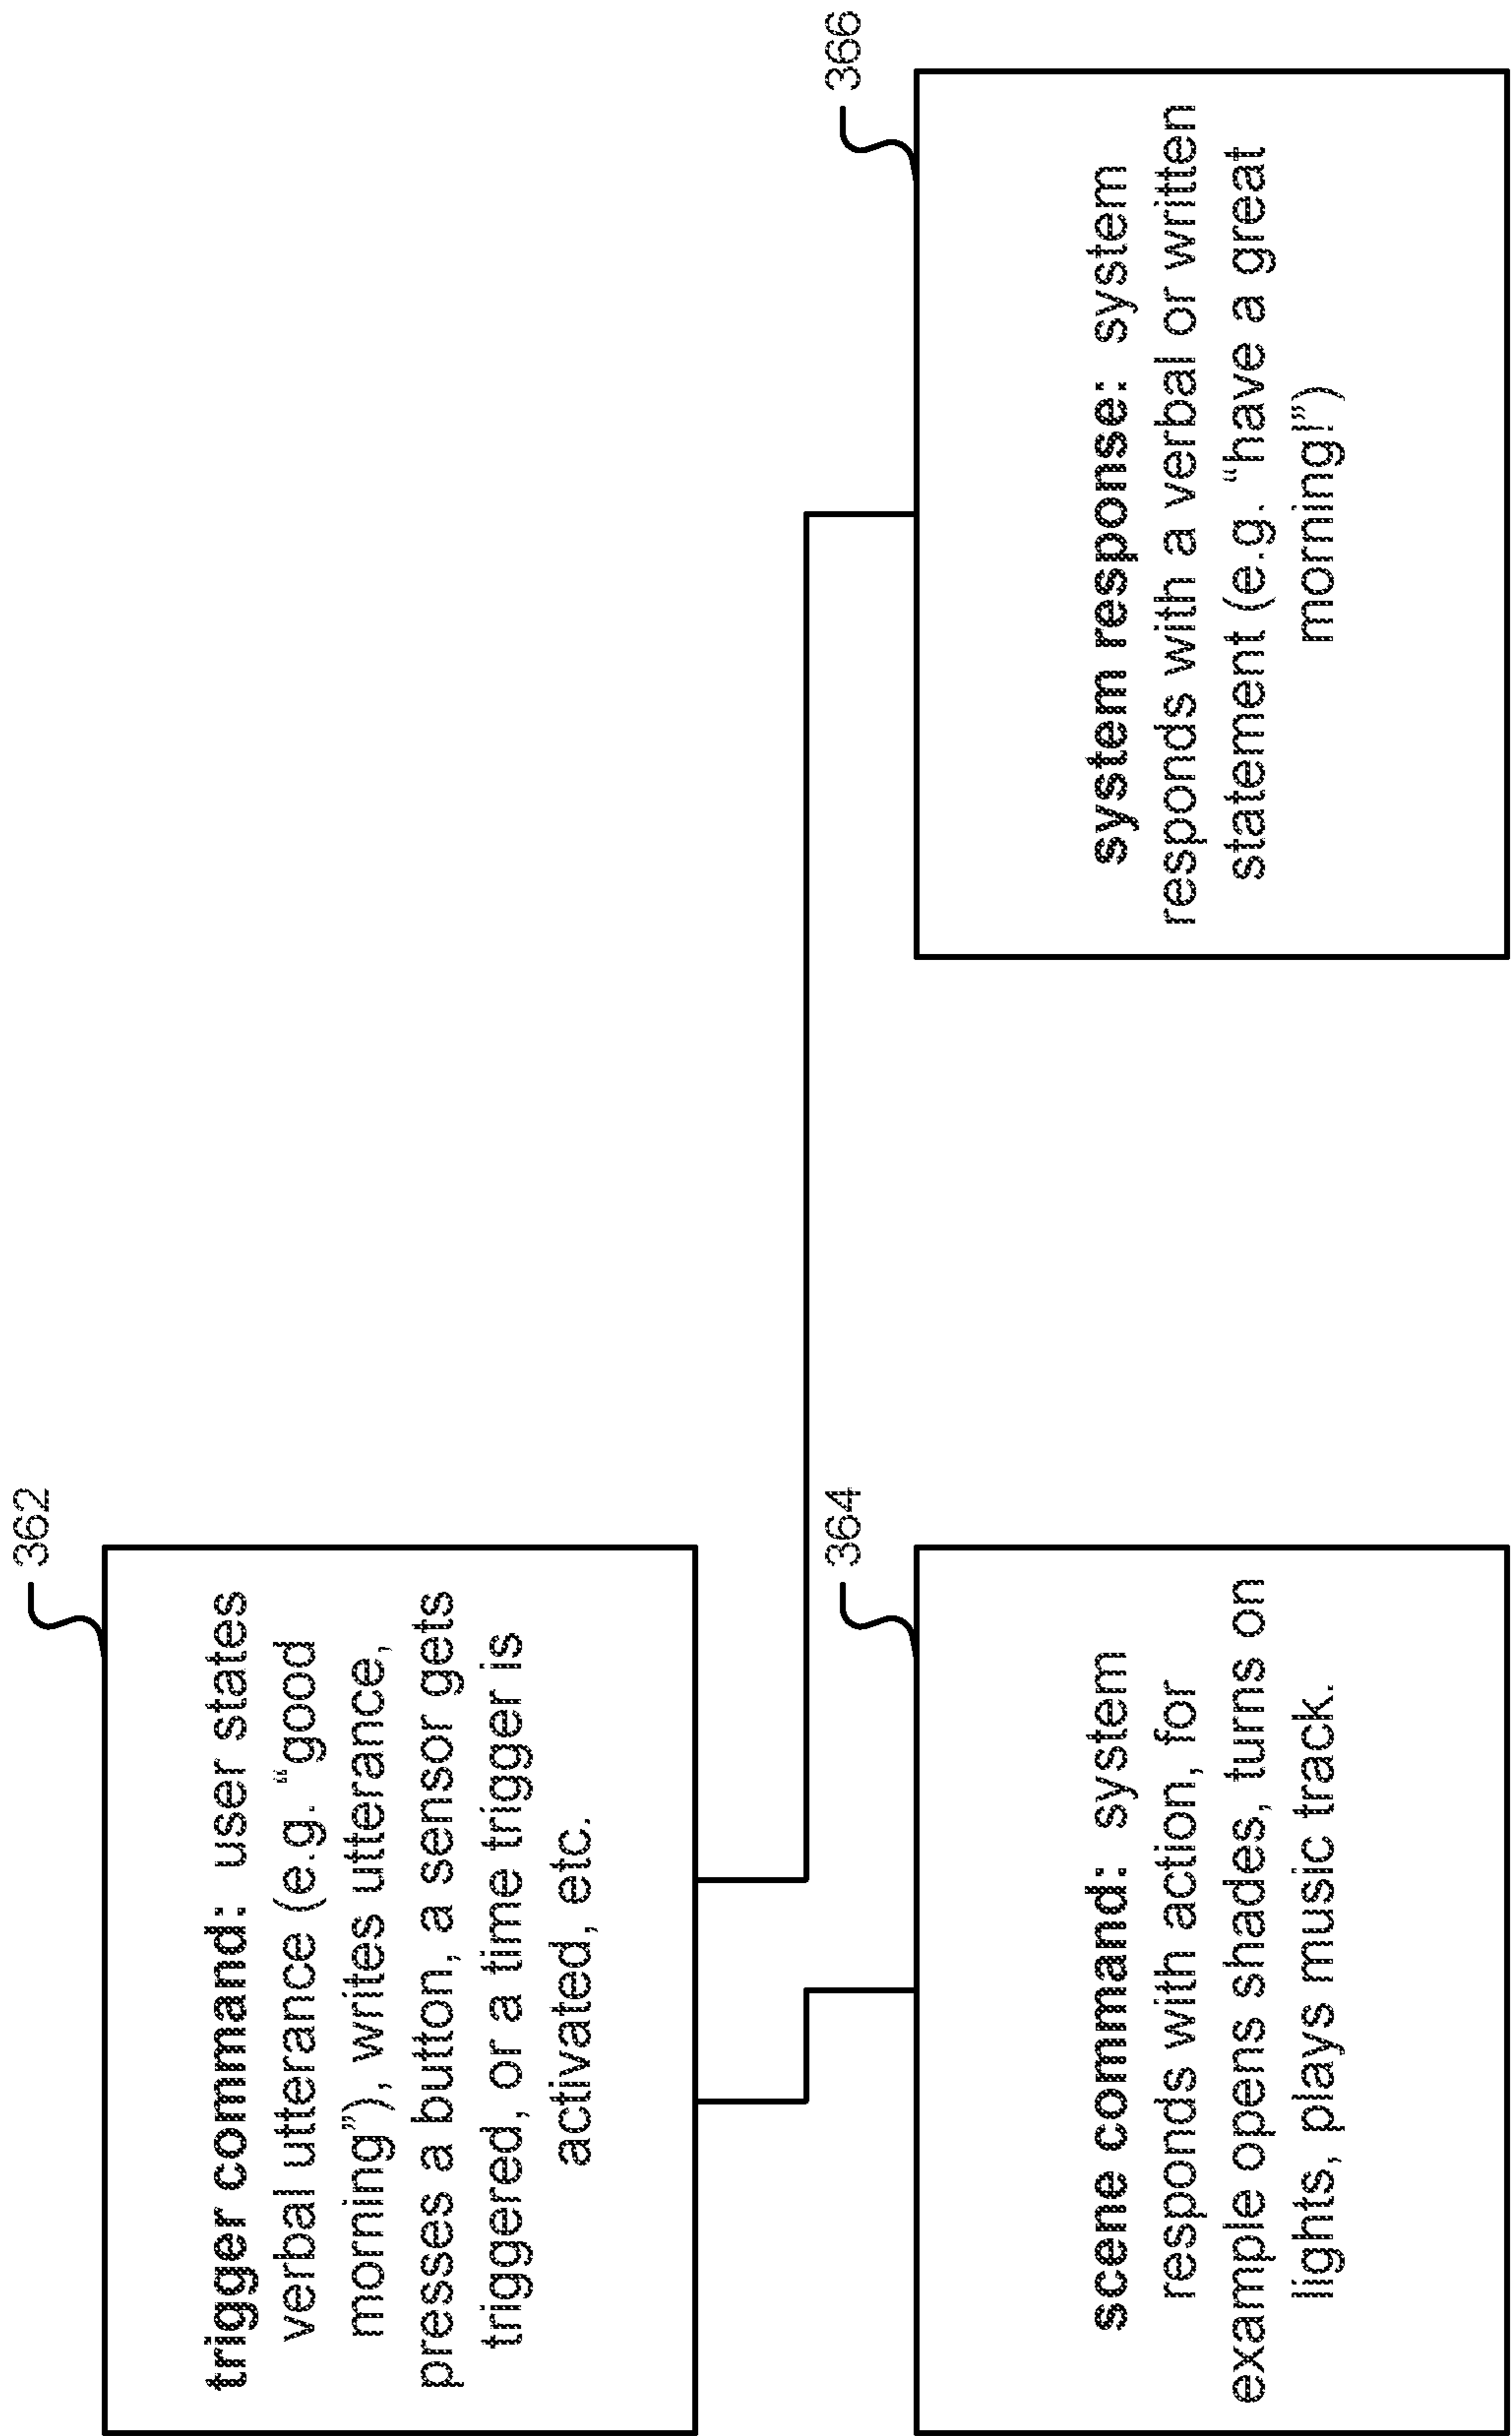 362
trigger command: user states
verbal utterance (e.g. “good
morning”), writes utterance,
presses a button, a sensor gets
triggered, or a time trigger is
activated, etc.
364
scene command: system
responds with action, for
example opens shades, turns on
lights, plays music track.
366
system response: system
responds with a verbal or written
statement (e.g. “have a great
morning!”)